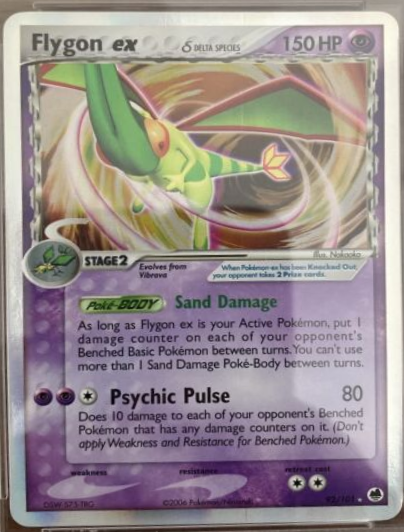 Flygon ex δ DELTA SPECIES 150 HP
Illus. Nakaoka
STAGE 2 Evolves from Vibrava
When Pokémon-ex has been Knocked Out,
your opponent takes 2 Prize cards.
Poké-BODY Sand Damage
As long as Flygon ex is your Active Pokémon, put 1
damage counter on each of your opponent's
Benched Basic Pokémon between turns. You can't use
more than 1 Sand Damage Poké-Body between turns.
Psychic Pulse 80
Does 10 damage to each of your opponent's Benched
Pokémon that has any damage counters on it. (Don't
apply Weakness and Resistance for Benched Pokémon.)
weakness resistance retreat cost
©2006 Pokémon/Nintendo 92/101